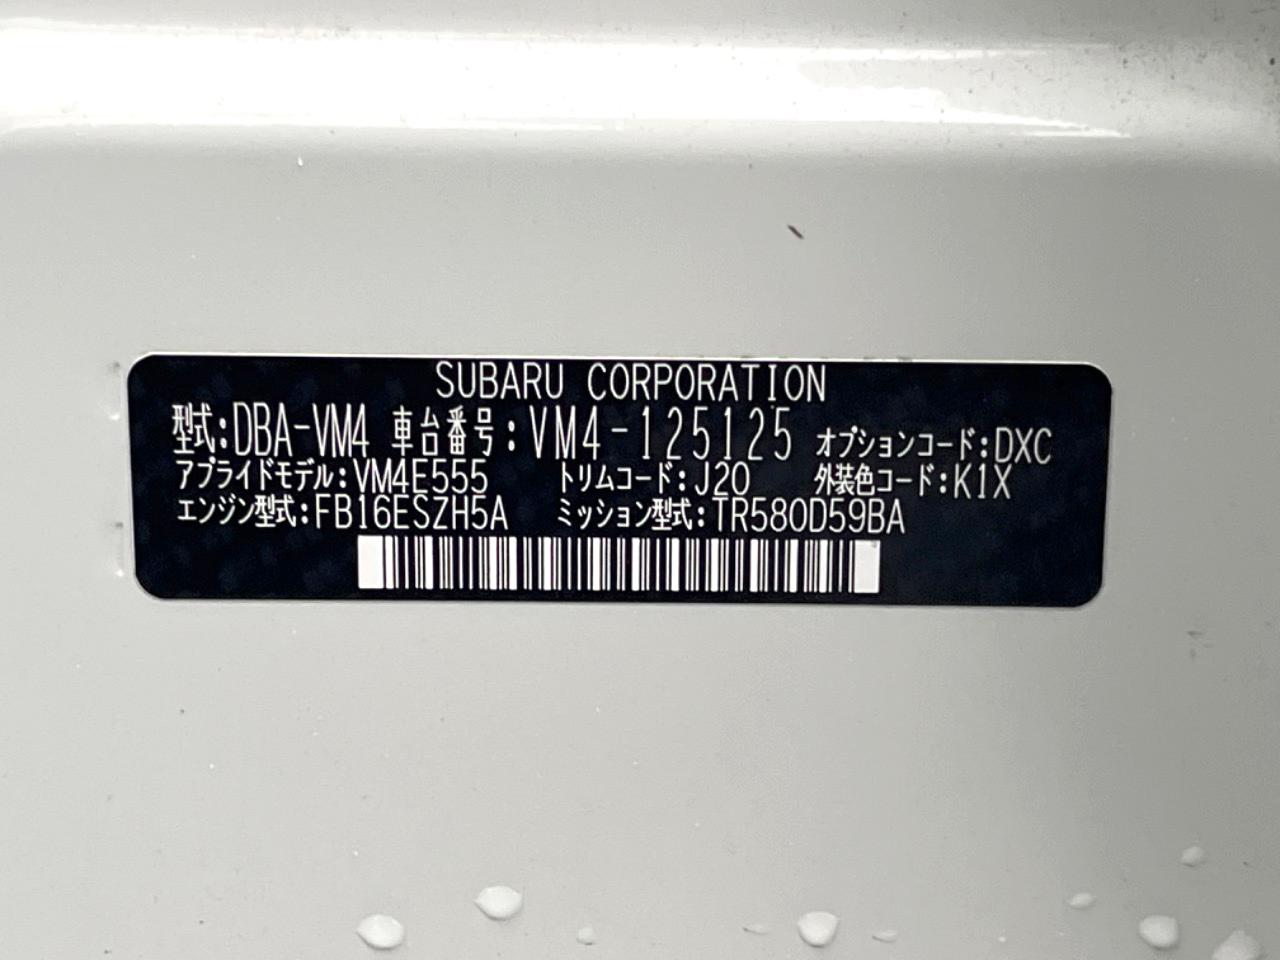 SUBARU CORPORATION
型式:DBA-VM4 車台番号:VM4-125125 オプションコード:DXC
アプライドモデル:VM4E555 トリムコード:J20 外装色コード:K1X
エンジン型式:FB16ESZH5A ミッション型式:TR580D59BA